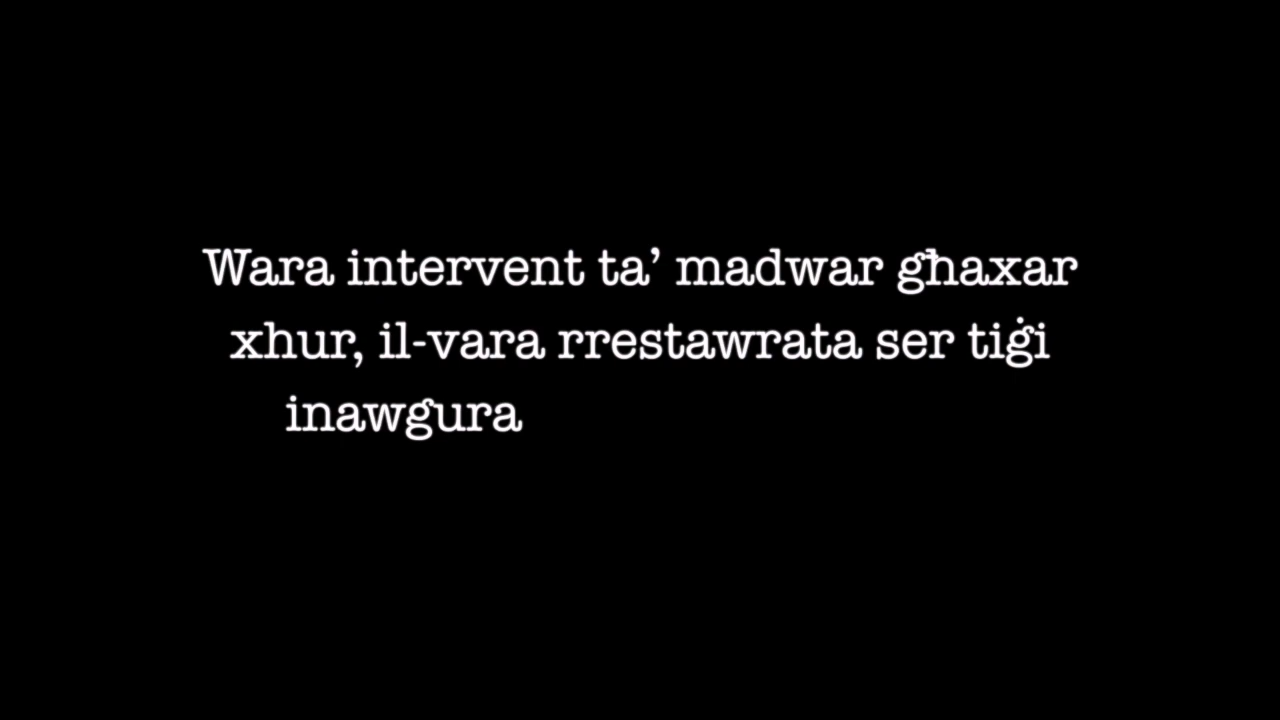 Wara intervent ta’ madwar għaxar
xhur, il-vara rrestawrata ser tiġi
inawgura